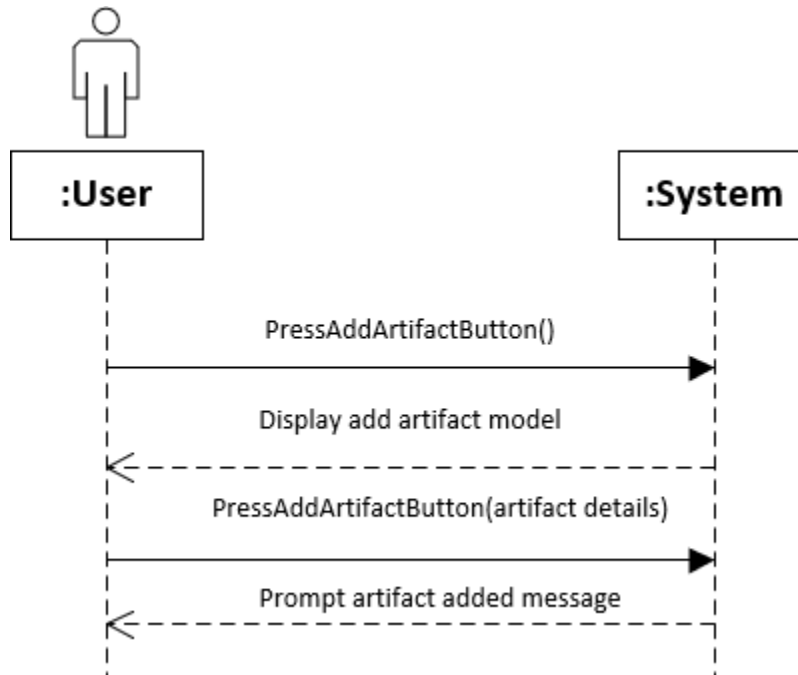 :User
:System
PressAddArtifactButton()
Display add artifact model
PressAddArtifactButton(artifact details)
Prompt artifact added message